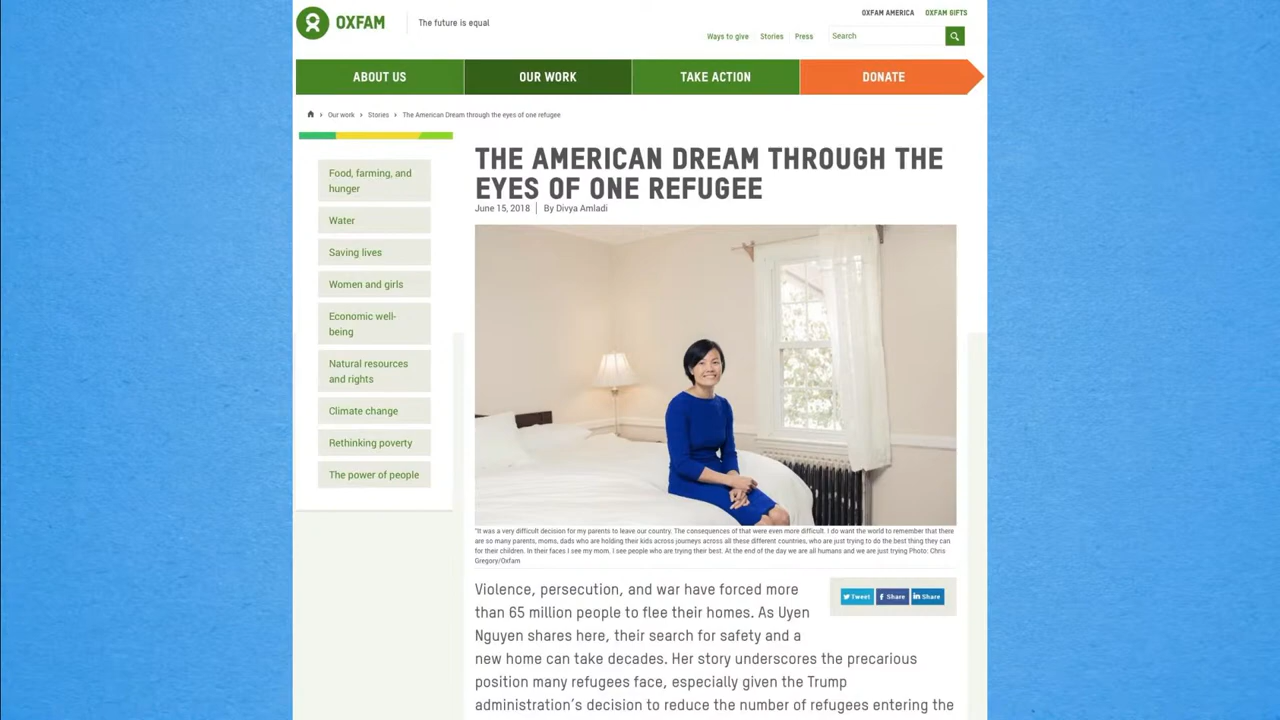 OXFAM
The future is equal
OXFAM AMERICA
OXFAM GIFTS
Ways to give
Stories
Press
Search
ABOUT US
OUR WORK
TAKE ACTION
DONATE
Our work
Stories
The American Dream through the eyes of one refugee
Food, farming, and
hunger
Water
Saving lives
Women and girls
Economic well-
being
Natural resources
and rights
Climate change
Rethinking poverty
The power of people
THE AMERICAN DREAM THROUGH THE
EYES OF ONE REFUGEE
June 15, 2018 | By Divya Amladi
"It was a very difficult decision for my parents to leave our country. The consequences of that were even more difficult. I do want the world to remember that there
are so many parents, moms, dads who are holding their kids across journeys across all these different countries, who are just trying to do the best thing they can
for their children. In their faces I see my mom, I see people who are trying their best. At the end of the day we are all humans and we are just trying Photo: Chris
Gregory/Oxfam
Violence, persecution, and war have forced more
than 65 million people to flee their homes. As Uyen
Nguyen shares here, their search for safety and a
new home can take decades. Her story underscores the precarious
position many refugees face, especially given the Trump
administration's decision to reduce the number of refugees entering the
Tweet
Share
Share